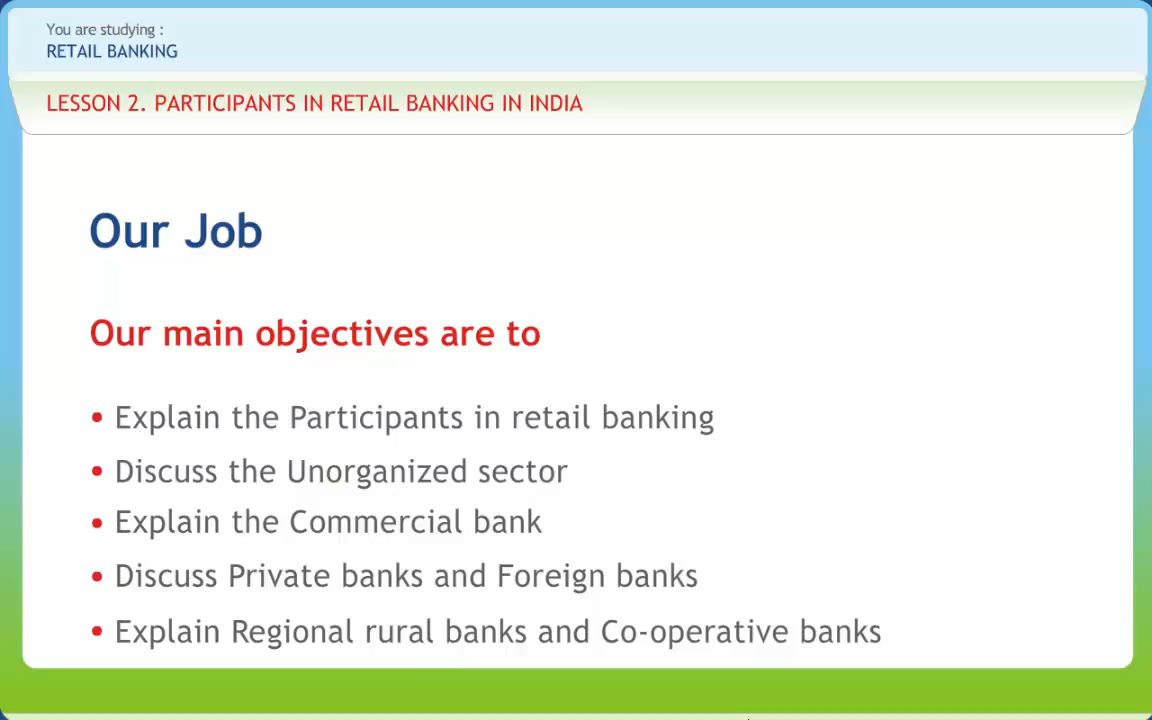 You are studying :
RETAIL BANKING
LESSON 2. PARTICIPANTS IN RETAIL BANKING IN INDIA
Our Job
Our main objectives are to
• Explain the Participants in retail banking
• Discuss the Unorganized sector
• Explain the Commercial bank
• Discuss Private banks and Foreign banks
• Explain Regional rural banks and Co-operative banks